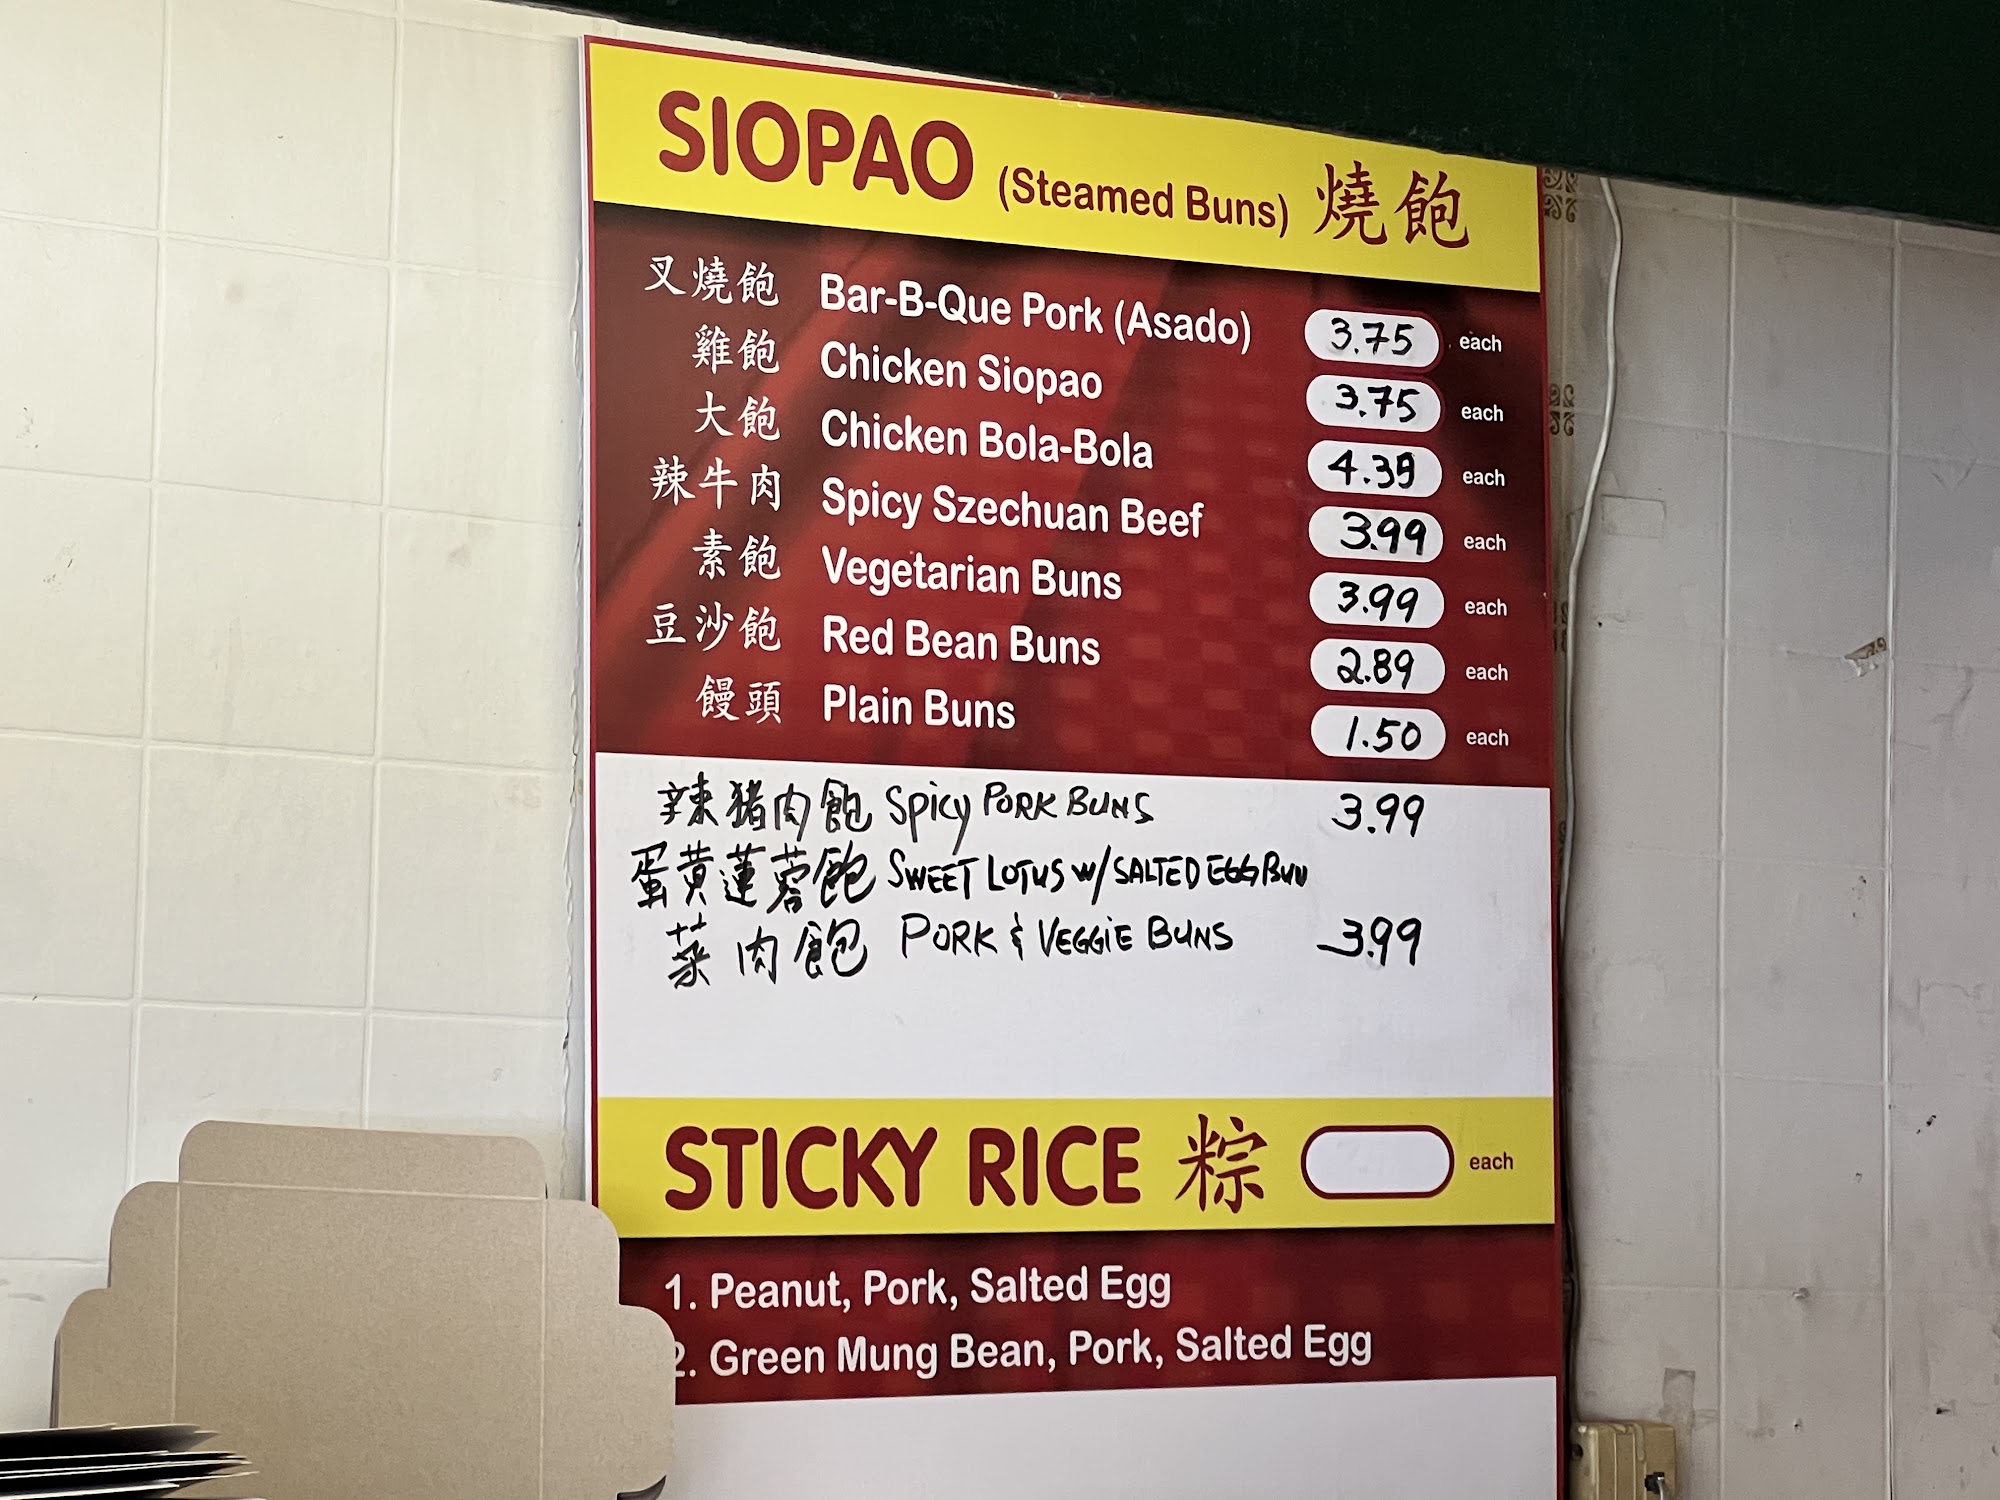 SIOPAO (Steamed Buns) 燒飽
叉燒飽 Bar-B-Que Pork (Asado) 3.75 each
雞飽 Chicken Siopao 3.75 each
大飽 Chicken Bola-Bola 4.39 each
辣牛肉 Spicy Szechuan Beef 3.99 each
素飽 Vegetarian Buns 3.99 each
豆沙飽 Red Bean Buns 2.89 each
饅頭 Plain Buns 1.50 each
辣猪肉飽 Spicy PORK BUNS 3.99
蛋黄蓮蓉飽 SWEET LOTUS W/ SALTED EGG BUN
菜肉飽 PORK & VEGGIE BUNS 3.99
STICKY RICE 粽 each
1. Peanut, Pork, Salted Egg
2. Green Mung Bean, Pork, Salted Egg